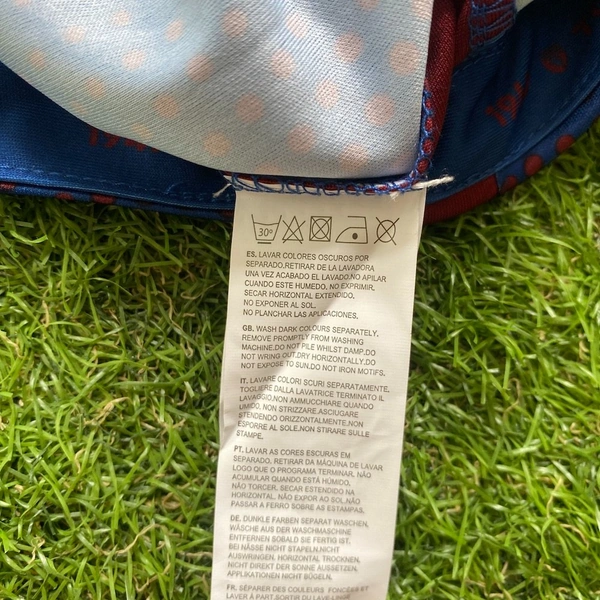 194
194
30°
ES. LAVAR COLORES OSCUROS POR
SEPARADO.RETIRAR DE LA LAVADORA
UNA VEZ ACABADO EL LAVADO.NO APILAR
CUANDO ESTE HUMEDO. NO EXPRIMIR.
SECAR HORIZONTAL EXTENDIDO.
NO EXPONER AL SOL.
NO PLANCHAR LAS APLICACIONES.
GB. WASH DARK COLOURS SEPARATELY.
REMOVE PROMPTLY FROM WASHING
MACHINE.DO NOT PILE WHILST DAMP.DO
NOT WRING OUT.DRY HORIZONTALLY.DO
NOT EXPOSE TO SUN.DO NOT IRON MOTIFS.
IT. LAVARE COLORI SCURI SEPARATAMENTE.
TOGLIERE DALLA LAVATRICE TERMINATO IL
LAVAGGIO.NON AMMUCCHIARE QUANDO
UMIDO. NON STRIZZARE.ASCIUGARE
STENDENDO ORIZZONTALMENTE.NON
ESPORRE AL SOLE.NON STIRARE SULLE
STAMPE.
PT. LAVAR AS CORES ESCURAS EM
SEPARADO. RETIRAR DA MÁQUINA DE LAVAR
LOGO QUE O PROGRAMA TERMINAR. NÃO
ACUMULAR QUANDO ESTÁ HÚMIDO,
NÃO TORCER. SECAR ESTENDIDO NA
HORIZONTAL. NÃO EXPOR AO SOL.NÃO
PASSAR A FERRO SOBRE AS ESTAMPAS.
DE. DUNKLE FARBEN SEPARAT WASCHEN,
WÄSCHE AUS DER WASCHMASCHINE
ENTFERNEN SOBALD SIE FERTIG IST.
BEI NÄSSE NICHT STAPELN.NICHT
AUSWRINGEN. HORIZONTAL TROCKNEN,
NICHT DIREKT DER SONNE AUSSETZEN.
APPLIKATIONEN NICHT BÜGELN.
FR. SÉPARER DES COULEURS FONCÉES ET
LAVER À PART.SORTIR DU LAVE-LINGE